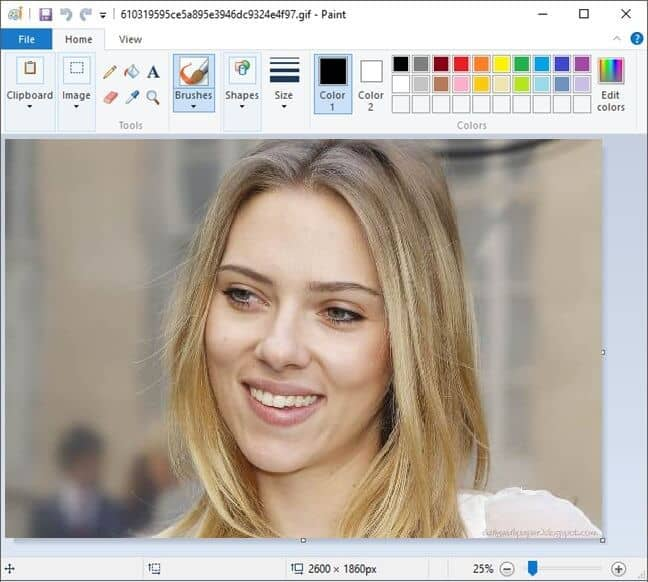 610319595ce5a895e3946dc9324e4f97.gif - Paint
File
Home
View
Clipboard
Image
Tools
A
Brushes
Shapes
Size
Color
1
Color
2
Edit
colors
Colors
2600 × 1860px
25%